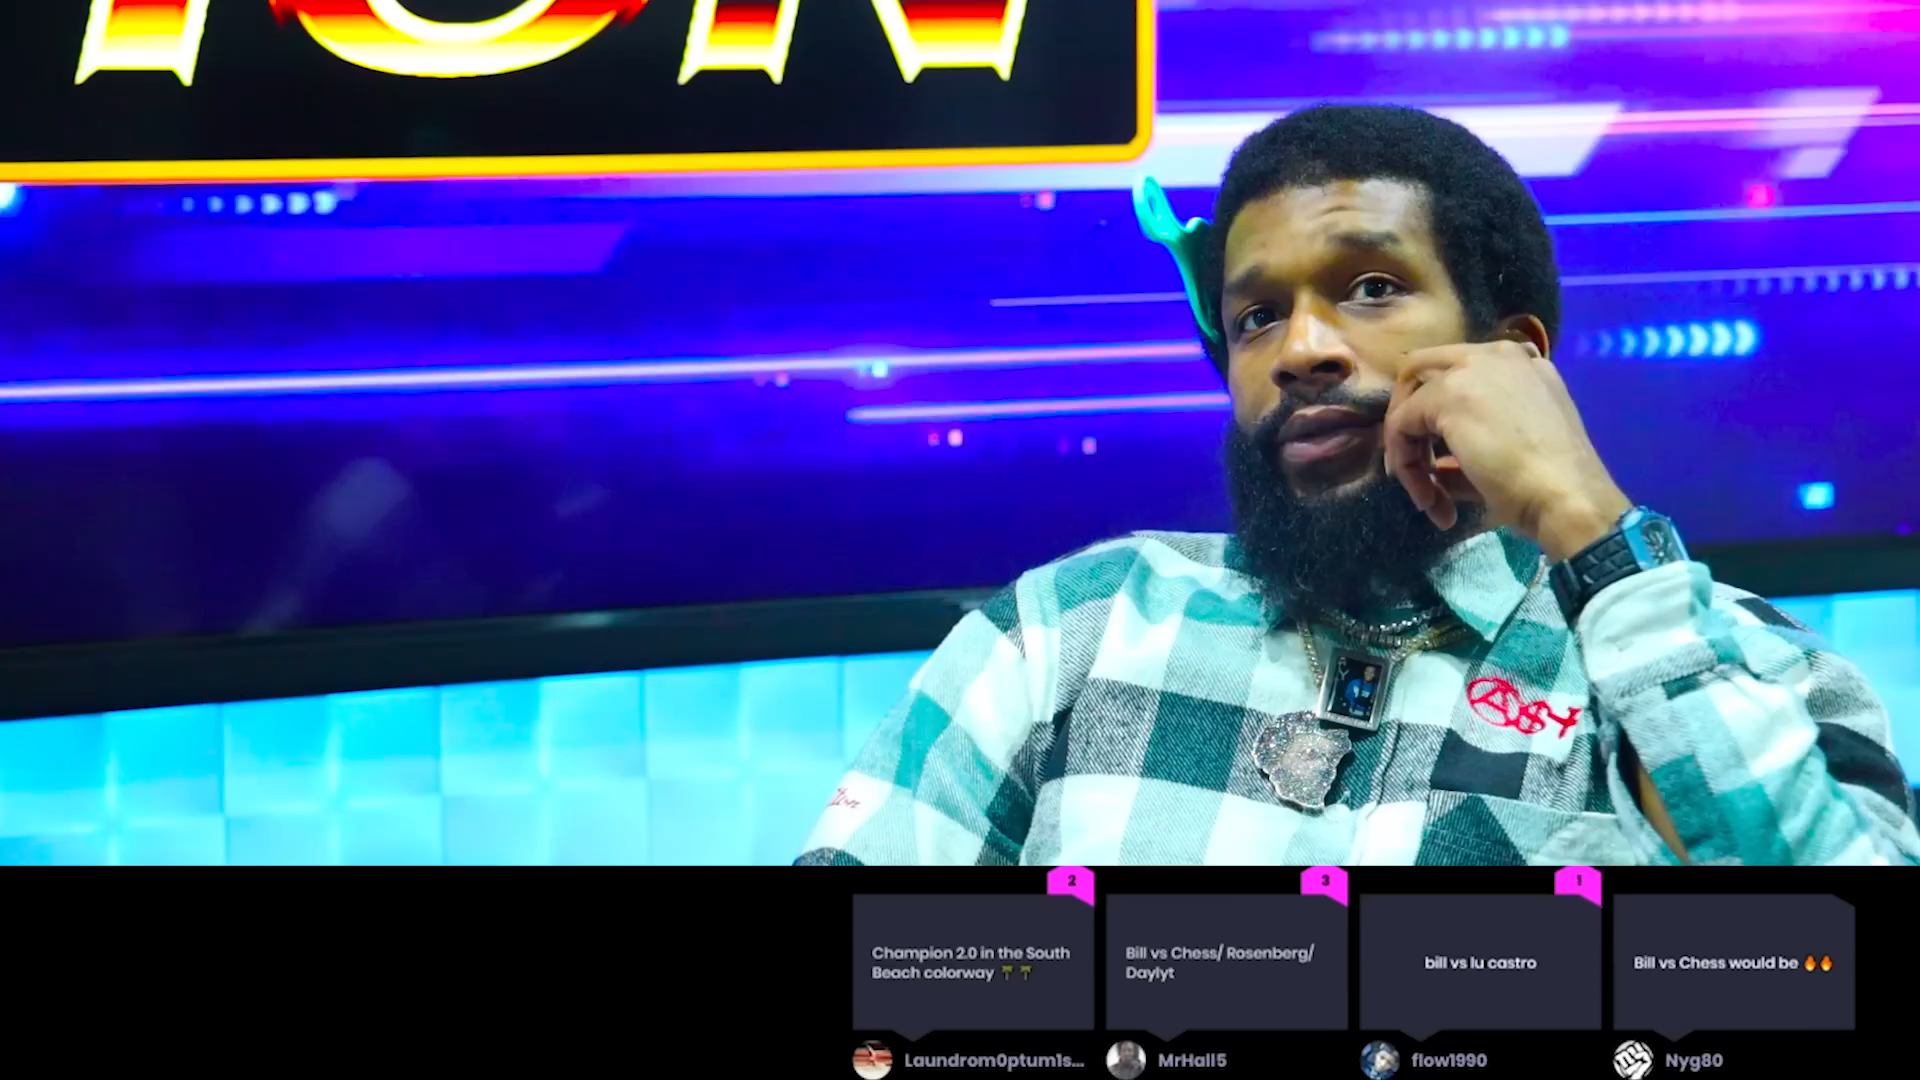 2
3
1
Champion 2.0 in the South
Beach colorway 🌴 🌴
Bill vs Chess/ Rosenberg/
Daylyt
bill vs lu castro
Bill vs Chess would be 🔥🔥
Laundrom0ptum1s...
MrHall5
flow1990
Nyg80